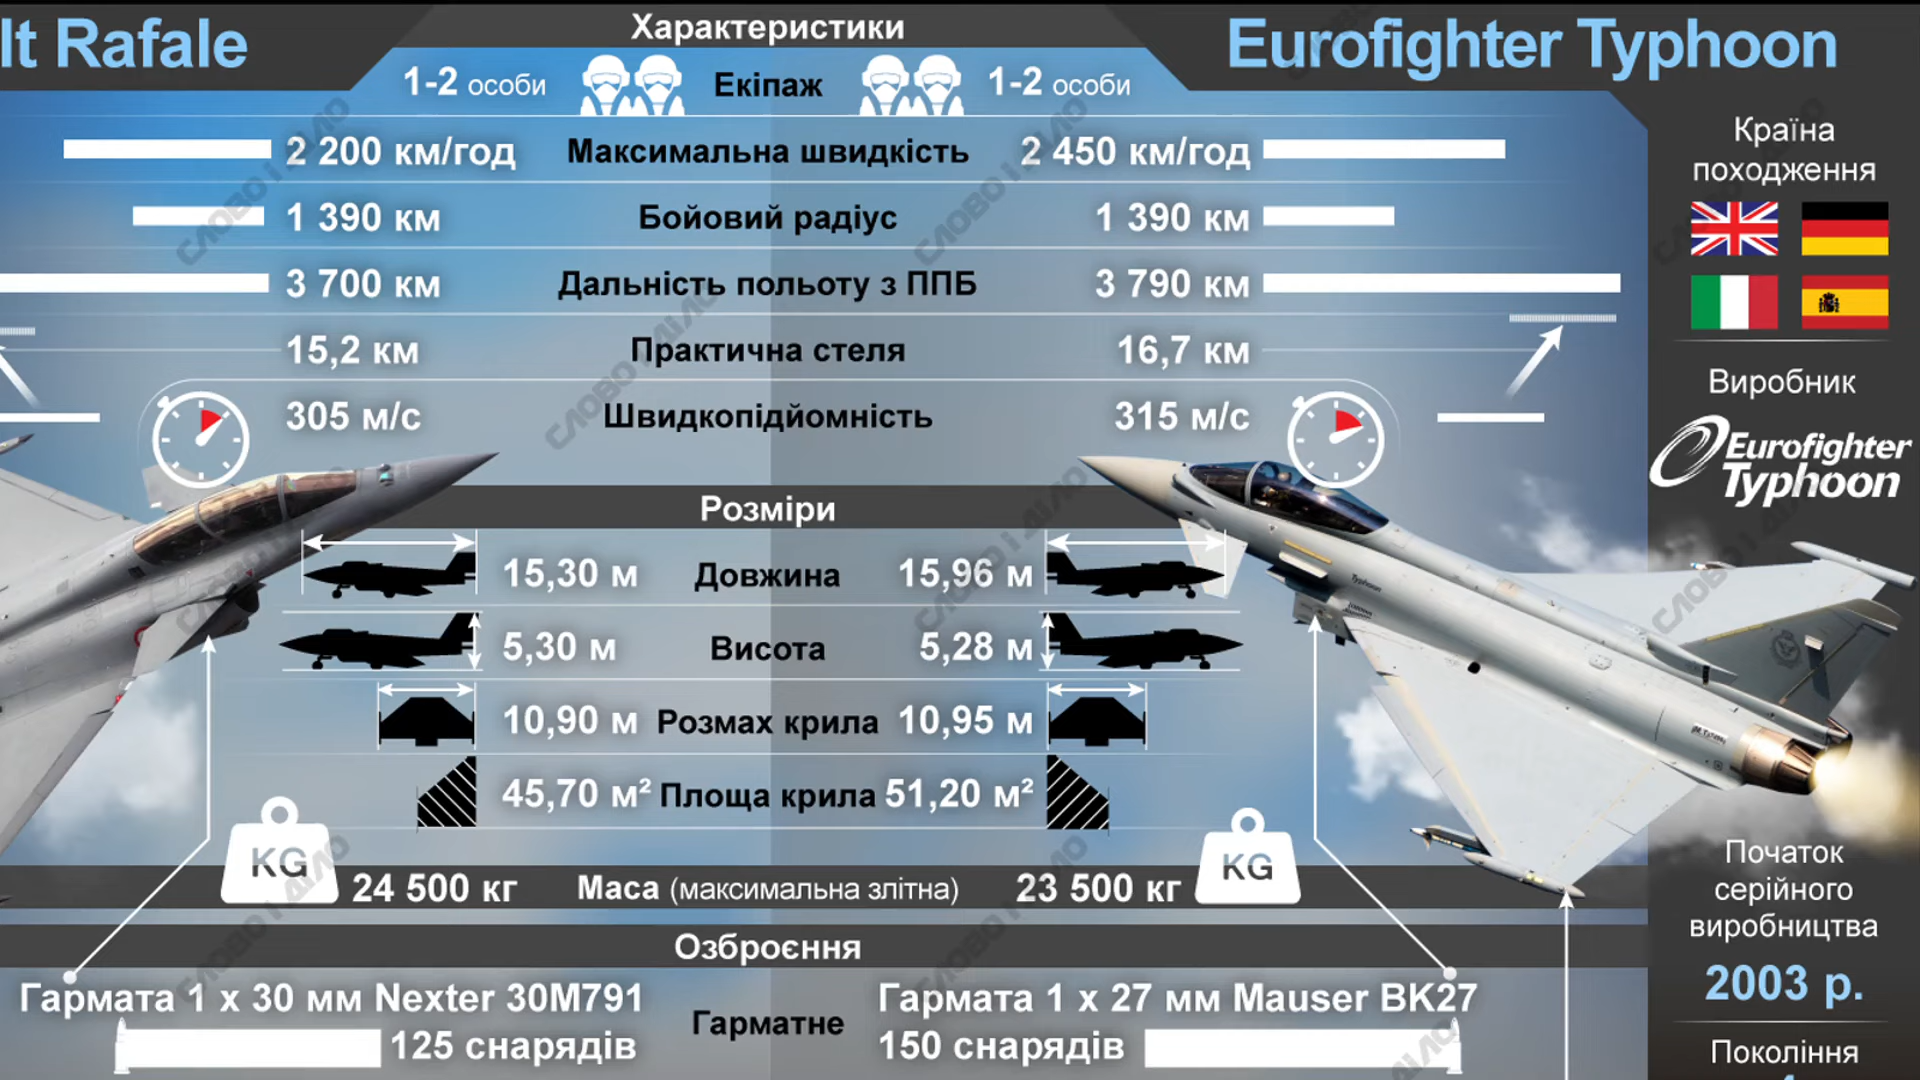 lt Rafale
Характеристики
Eurofighter Typhoon
1-2 особи Екіпаж 1-2 особи
2 200 км/год Максимальна швидкість 2 450 км/год
1 390 км Бойовий радіус 1 390 км
3 700 км Дальність польоту з ППБ 3 790 км
15,2 км Практична стеля 16,7 км
305 м/с Швидкопідйомність 315 м/с
Розміри
15,30 м Довжина 15,96 м
5,30 м Висота 5,28 м
10,90 м Розмах крила 10,95 м
45,70 м² Площа крила 51,20 м²
KG 24 500 кг Маса (максимальна злітна) 23 500 кг KG
Озброєння
Гармата 1 х 30 мм Nexter 30M791
125 снарядів
Гарматне
Гармата 1 х 27 мм Mauser BK27
150 снарядів
Країна
походження
Виробник
Eurofighter
Typhoon
Typhoon
Початок
серійного
виробництва
2003 р.
Покоління
СЛОВО І ДІЛО